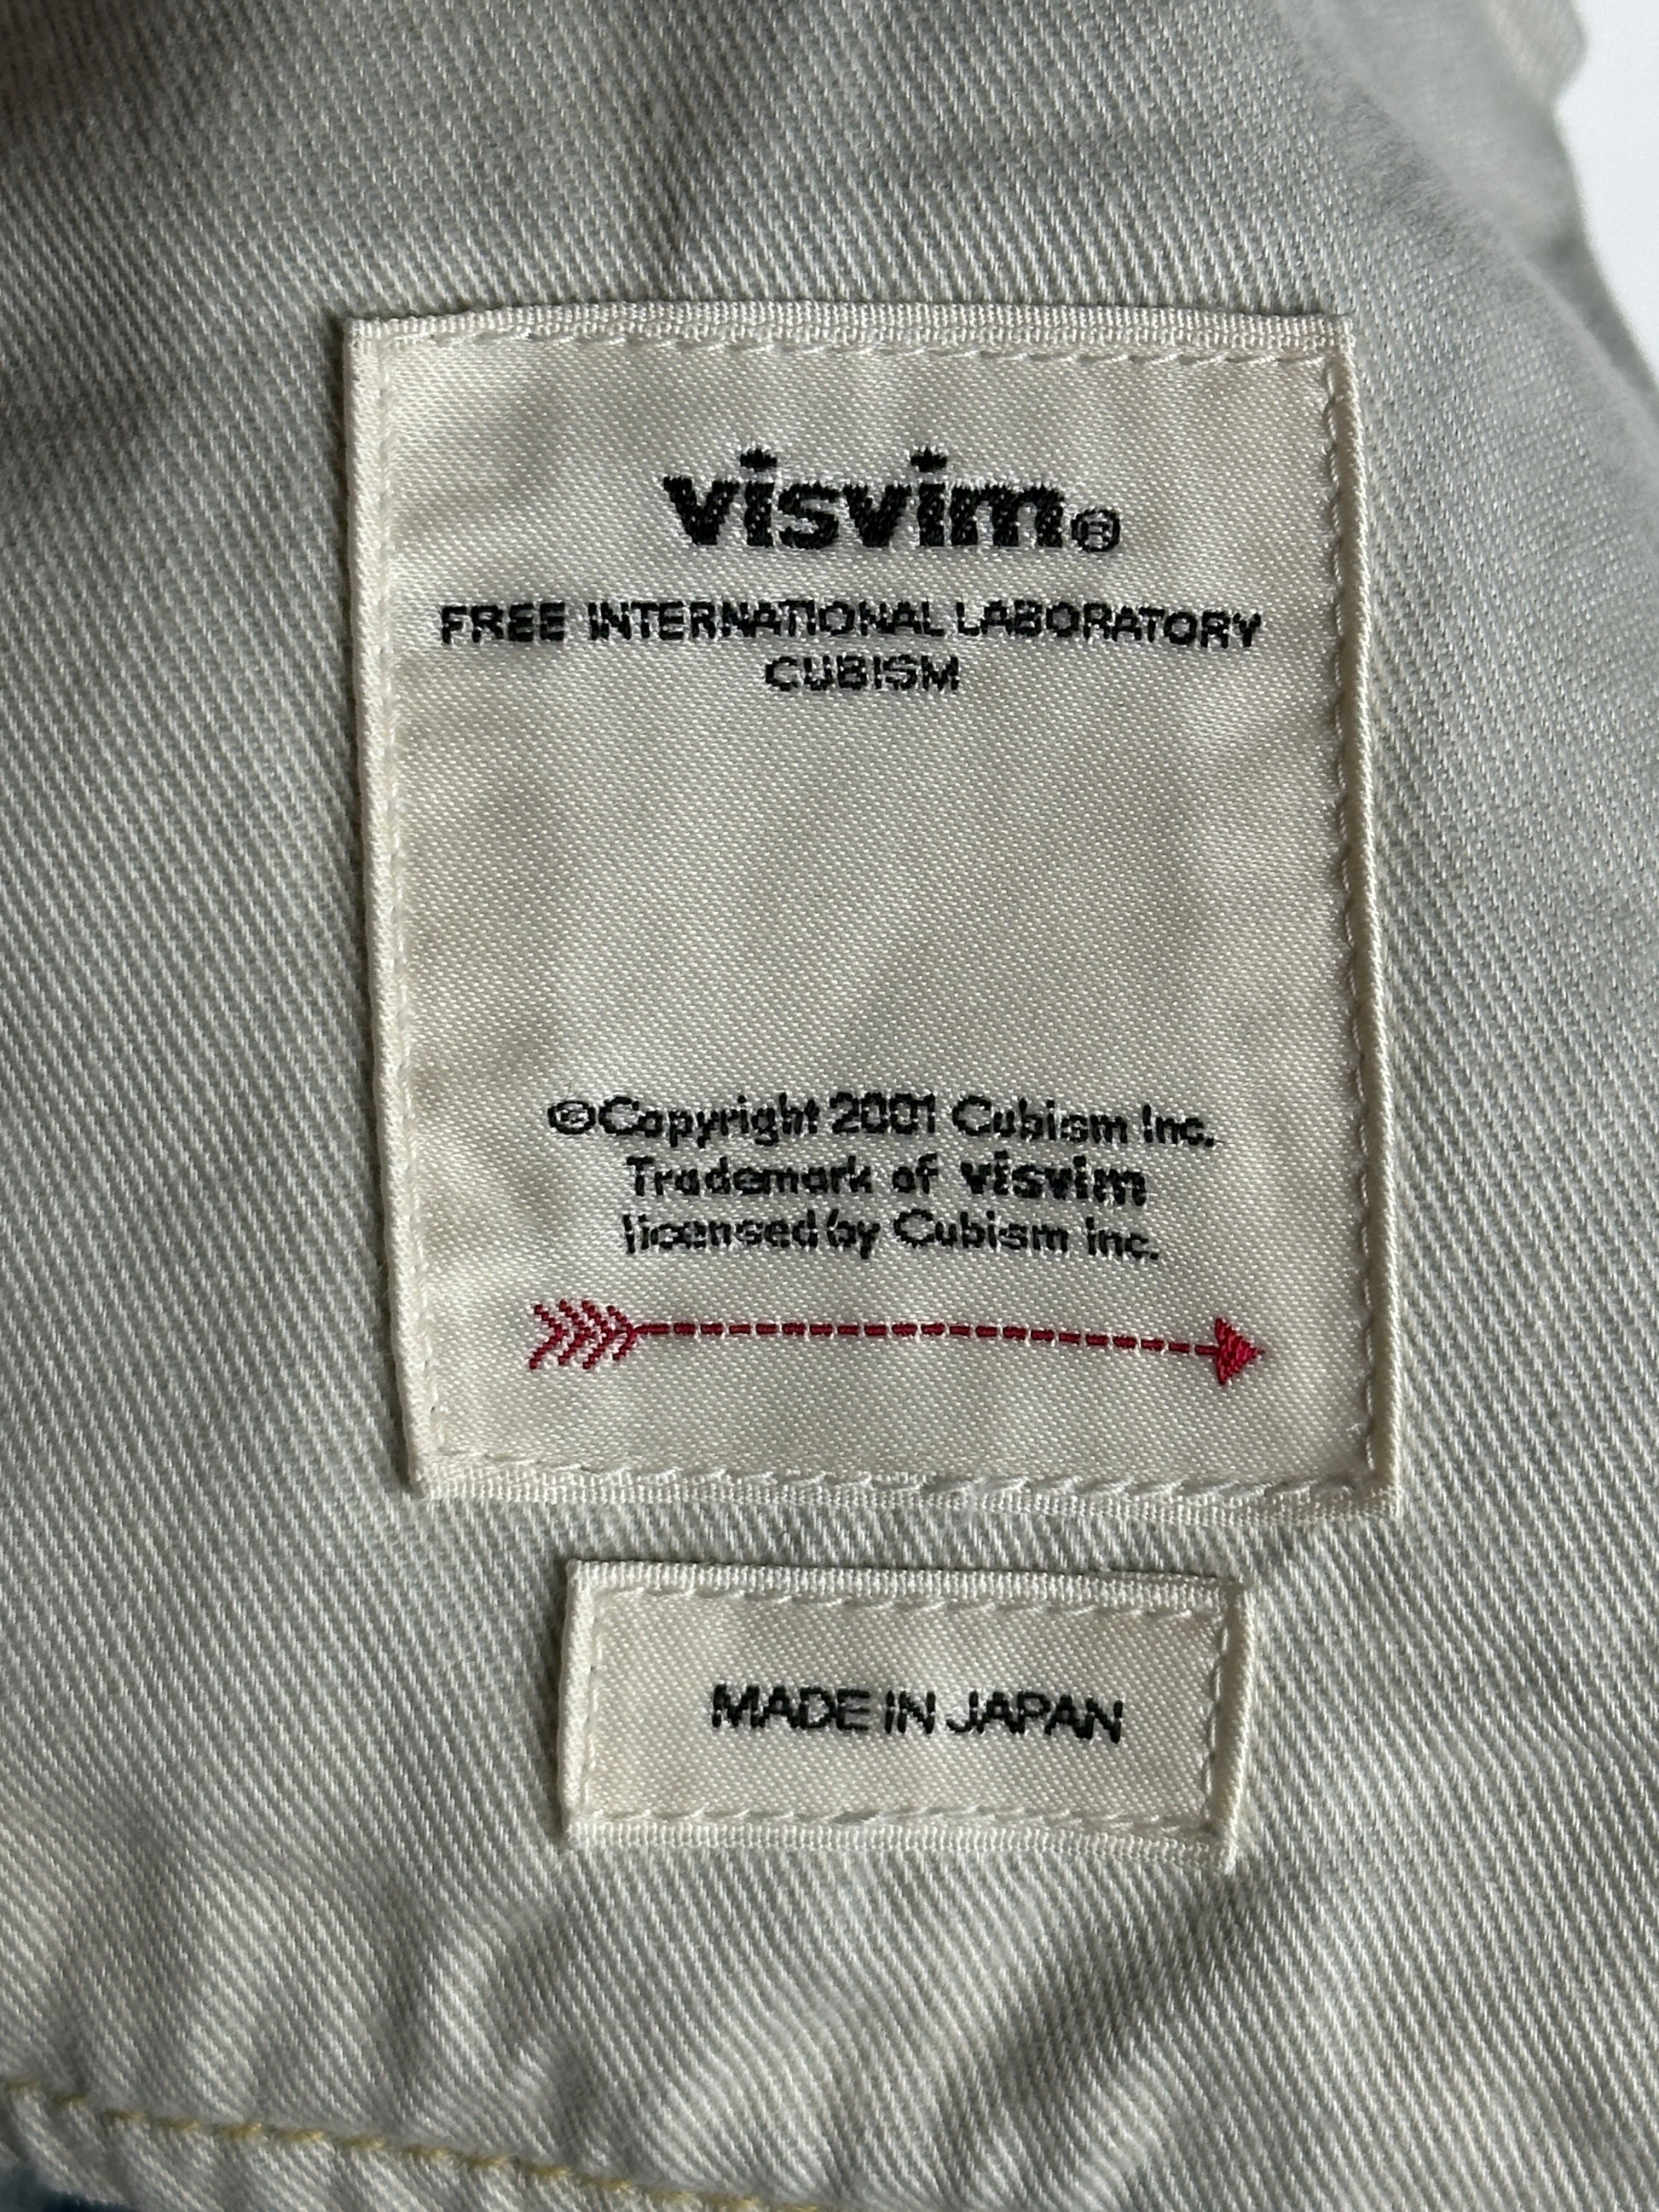 visvim®
FREE INTERNATIONAL LABORATORY
CUBISM
©Copyright 2001 Cubism Inc.
Trademark of visvim
licensed by Cubism Inc.
MADE IN JAPAN